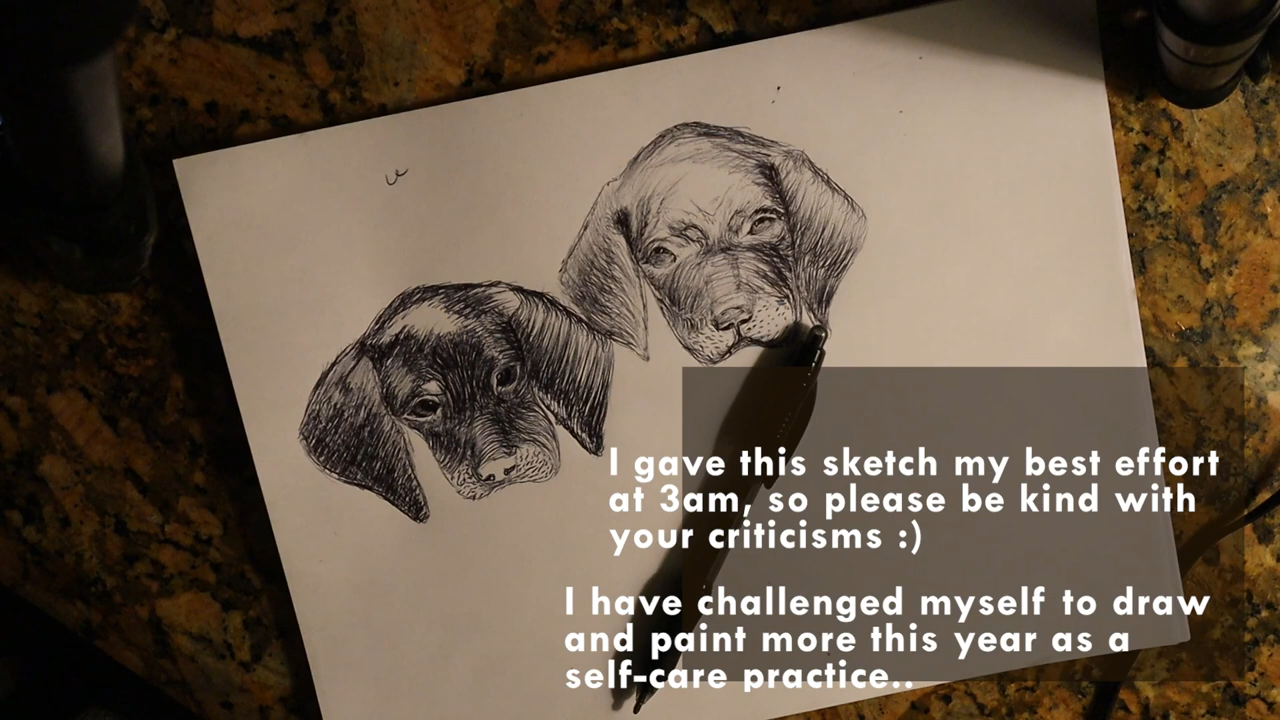 I gave this sketch my best effort
at 3am, so please be kind with
your criticisms :)
I have challenged myself to draw
and paint more this year as a
self-care practice..